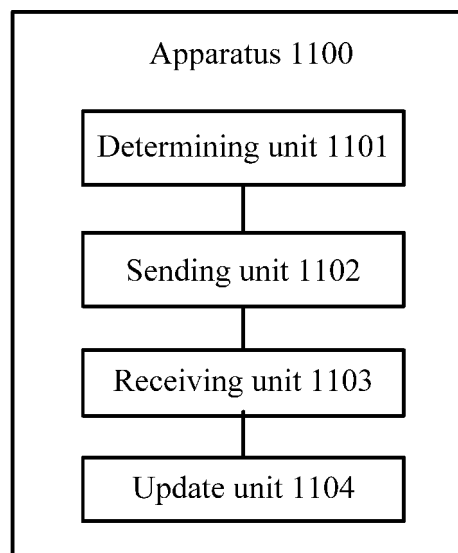 Apparatus 1100
Determining unit 1101
Sending unit 1102
Receiving unit 1103
Update unit 1104